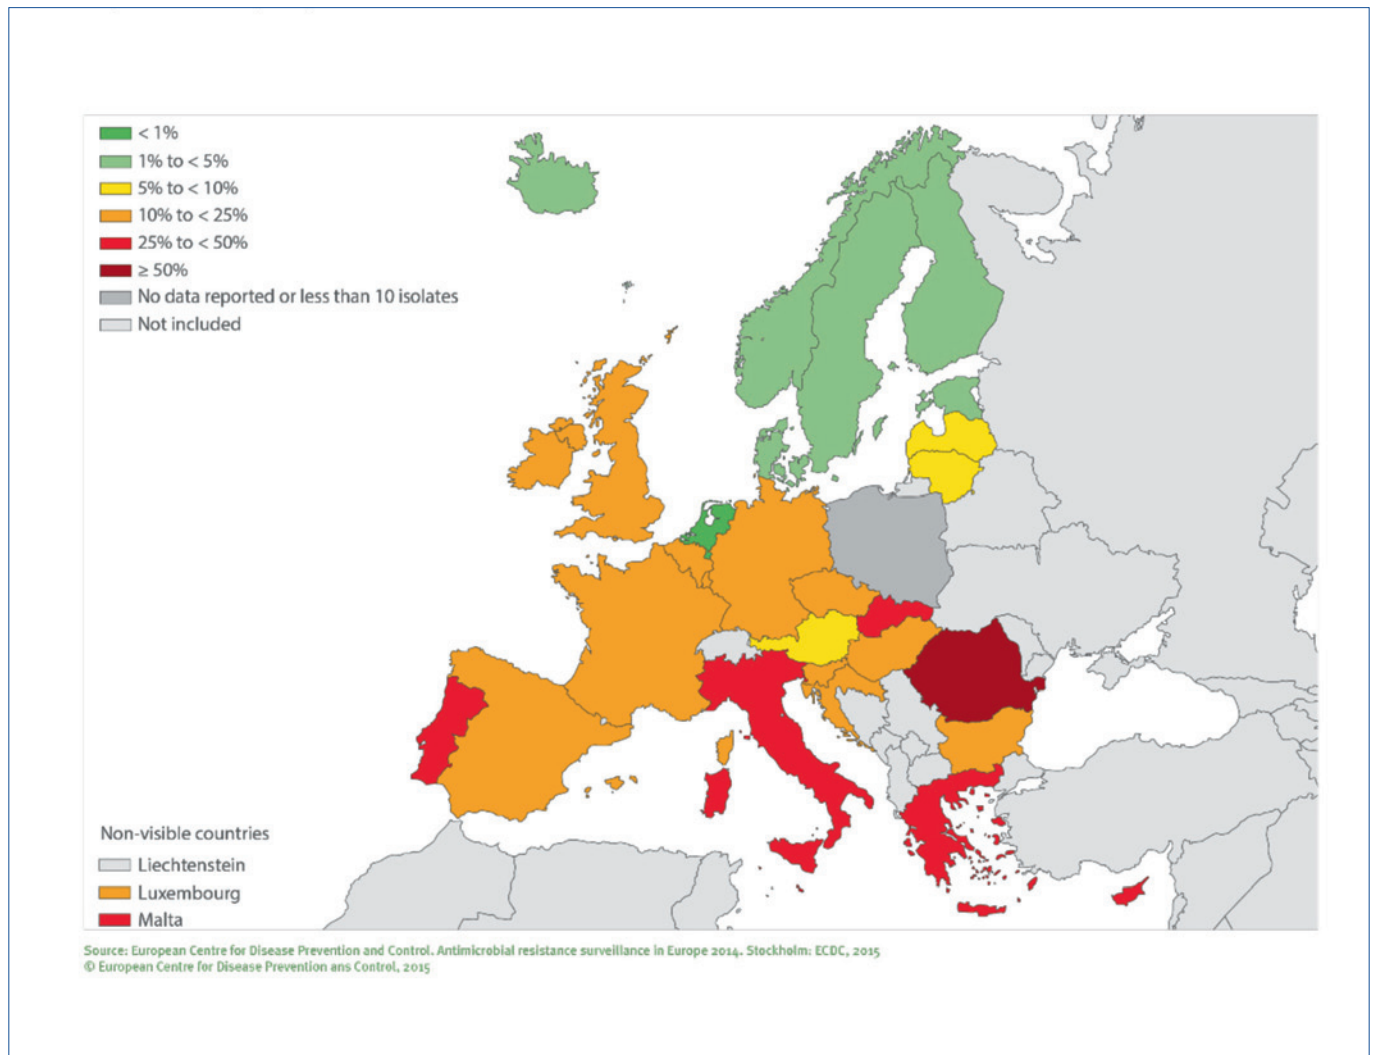 < 1%
1% to < 5%
5% to < 10%
10% to < 25%
25% to < 50%
≥ 50%
No data reported or less than 10 isolates
Not included
Non-visible countries
Liechtenstein
Luxembourg
Malta
Source: European Centre for Disease Prevention and Control. Antimicrobial resistance surveillance in Europe 2014. Stockholm: ECDC, 2015
© European Centre for Disease Prevention ans Control, 2015